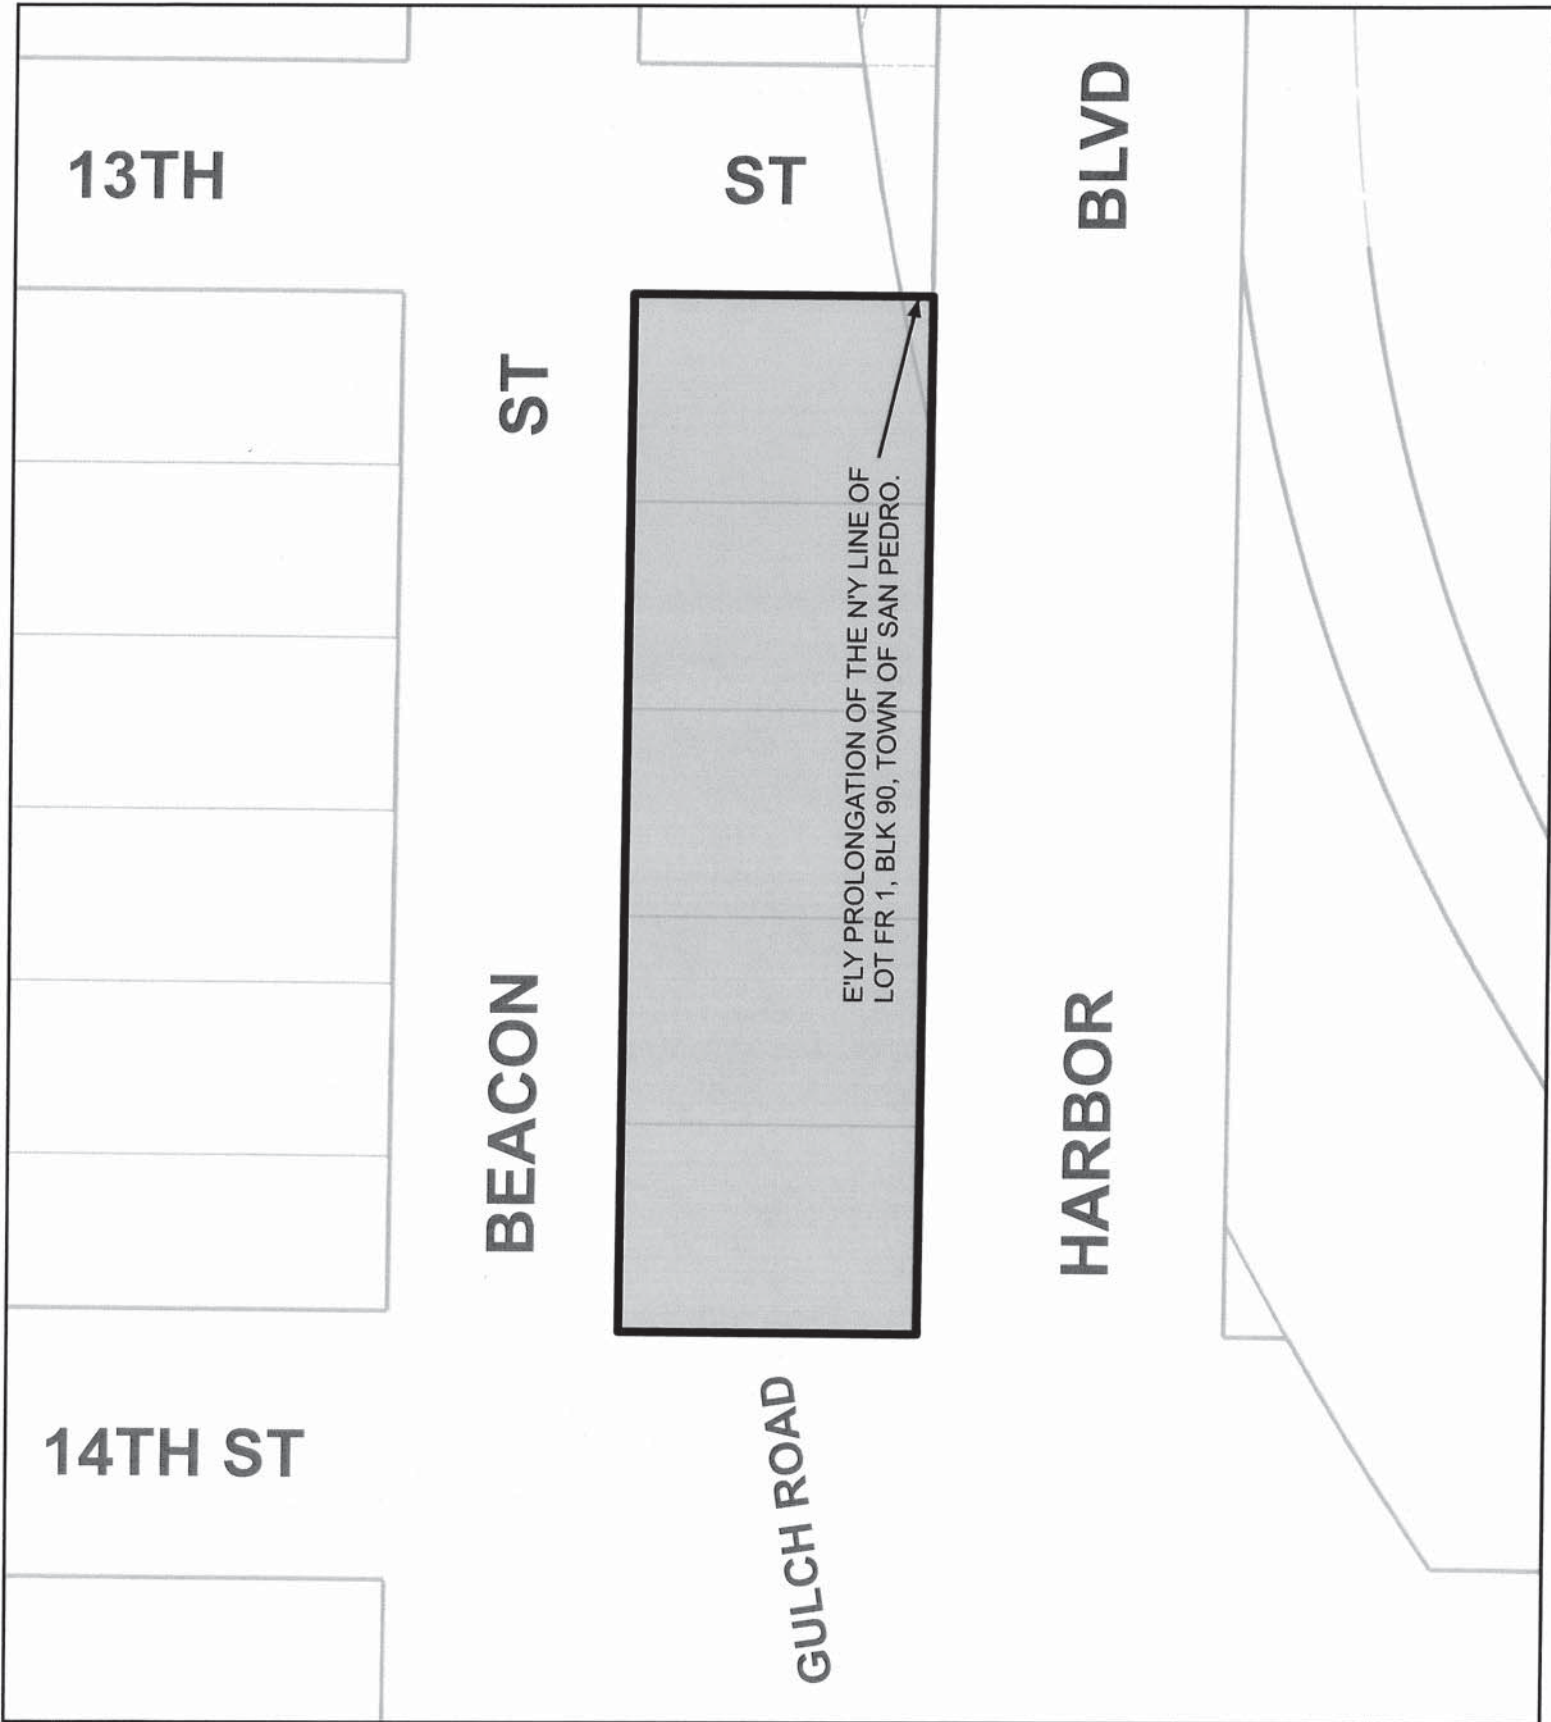 13TH
ST
BLVD
ST
E'LY PROLONGATION OF THE N'Y LINE OF
LOT FR 1, BLK 90, TOWN OF SAN PEDRO.
BEACON
HARBOR
14TH ST
GULCH ROAD